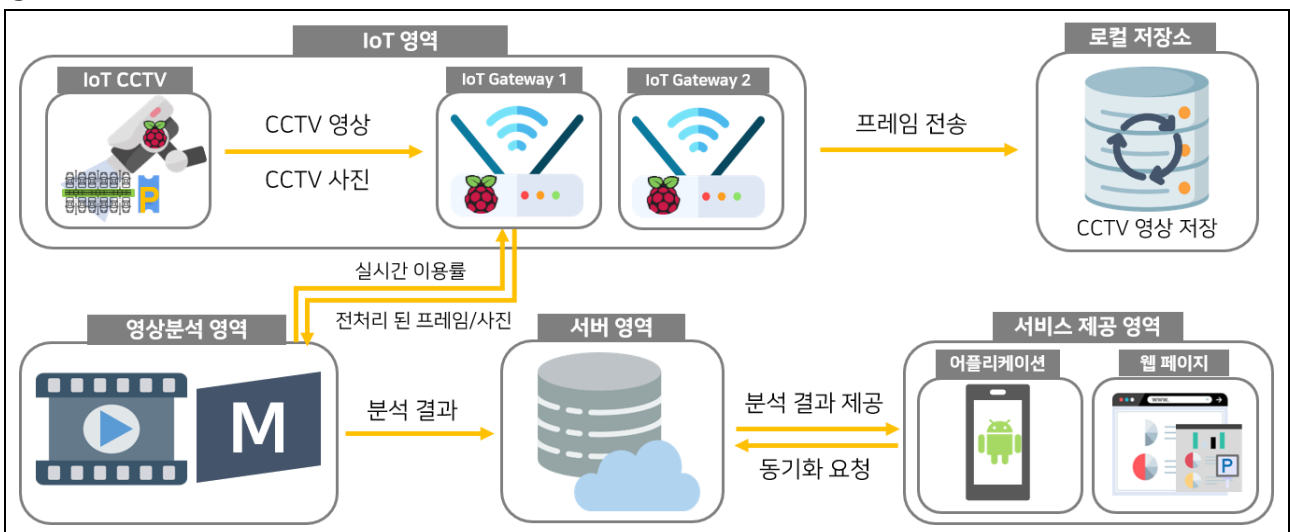 IoT 영역
로컬 저장소
IoT CCTV
IoT Gateway 1
IoT Gateway 2
CCTV 영상
CCTV 사진
P
프레임 전송
CCTV 영상 저장
실시간 이용률
전처리 된 프레임/사진
영상분석 영역
서버 영역
서비스 제공 영역
어플리케이션
웹 페이지
M
분석 결과
분석 결과 제공
동기화 요청
www.
P